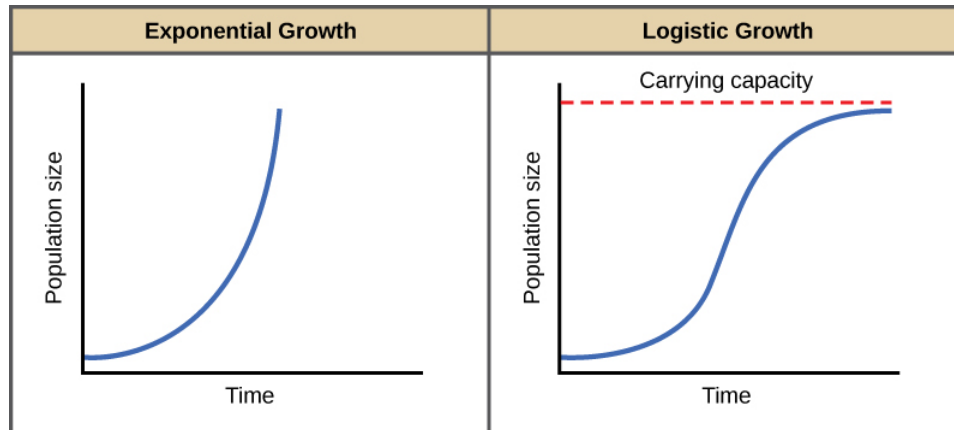 Exponential Growth
Population size
Time
Logistic Growth
Carrying capacity
Population size
Time